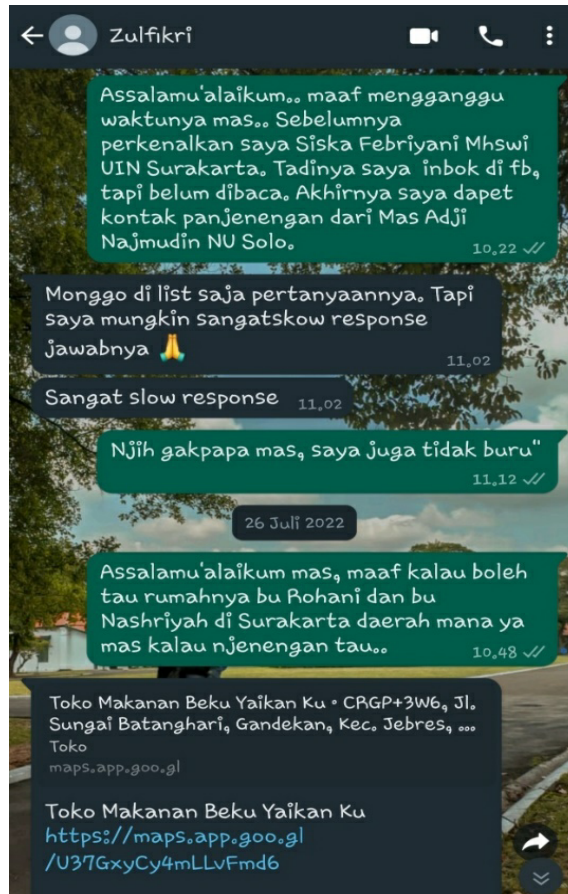 Zulfikri
Assalamu'alaikum.. maaf mengganggu
waktunya mas.. Sebelumnya
perkenalkan saya Siska Febriyani Mhswi
UIN Surakarta. Tadinya saya inbok di fb,
tapi belum dibaca. Akhirnya saya dapet
kontak panjenengan dari Mas Adji
Najmudin NU Solo.
10.22
Monggo di list saja pertanyaannya. Tapi
saya mungkin sangatskow response
jawabnya 🙏
11.02
Sangat slow response 11.02
Njih gakpapa mas, saya juga tidak buru"
11.12
26 Juli 2022
Assalamu'alaikum mas, maaf kalau boleh
tau rumahnya bu Rohani dan bu
Nashriyah di Surakarta daerah mana ya
mas kalau njenengan tau..
10.48
Toko Makanan Beku Yaikan Ku • CRGP+3W6, Jl.
Sungai Batanghari, Gandekan, Kec. Jebres, ...
Toko
maps.app.goo.gl
Toko Makanan Beku Yaikan Ku
https://maps.app.goo.gl
/U37GxyCy4mLLvFmd6